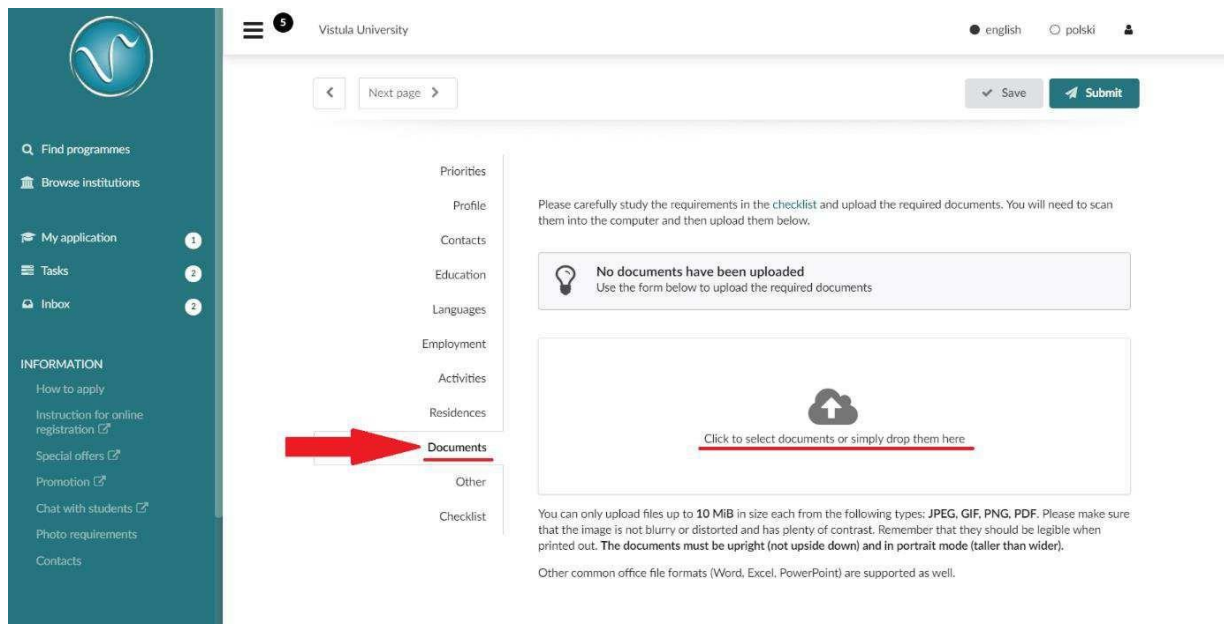 5
Vistula University
english
polski
Next page
Save
Submit
Find programmes
Browse institutions
My application
1
Tasks
2
Inbox
2
INFORMATION
How to apply
Instruction for online
registration
Special offers
Promotion
Chat with students
Photo requirements
Contacts
Priorities
Profile
Contacts
Education
Languages
Employment
Activities
Residences
Documents
Other
Checklist
Please carefully study the requirements in the checklist and upload the required documents. You will need to scan
them into the computer and then upload them below.
No documents have been uploaded
Use the form below to upload the required documents
Click to select documents or simply drop them here
You can only upload files up to 10 MiB in size each from the following types: JPEG, GIF, PNG, PDF. Please make sure
that the image is not blurry or distorted and has plenty of contrast. Remember that they should be legible when
printed out. The documents must be upright (not upside down) and in portrait mode (taller than wider).
Other common office file formats (Word, Excel, PowerPoint) are supported as well.